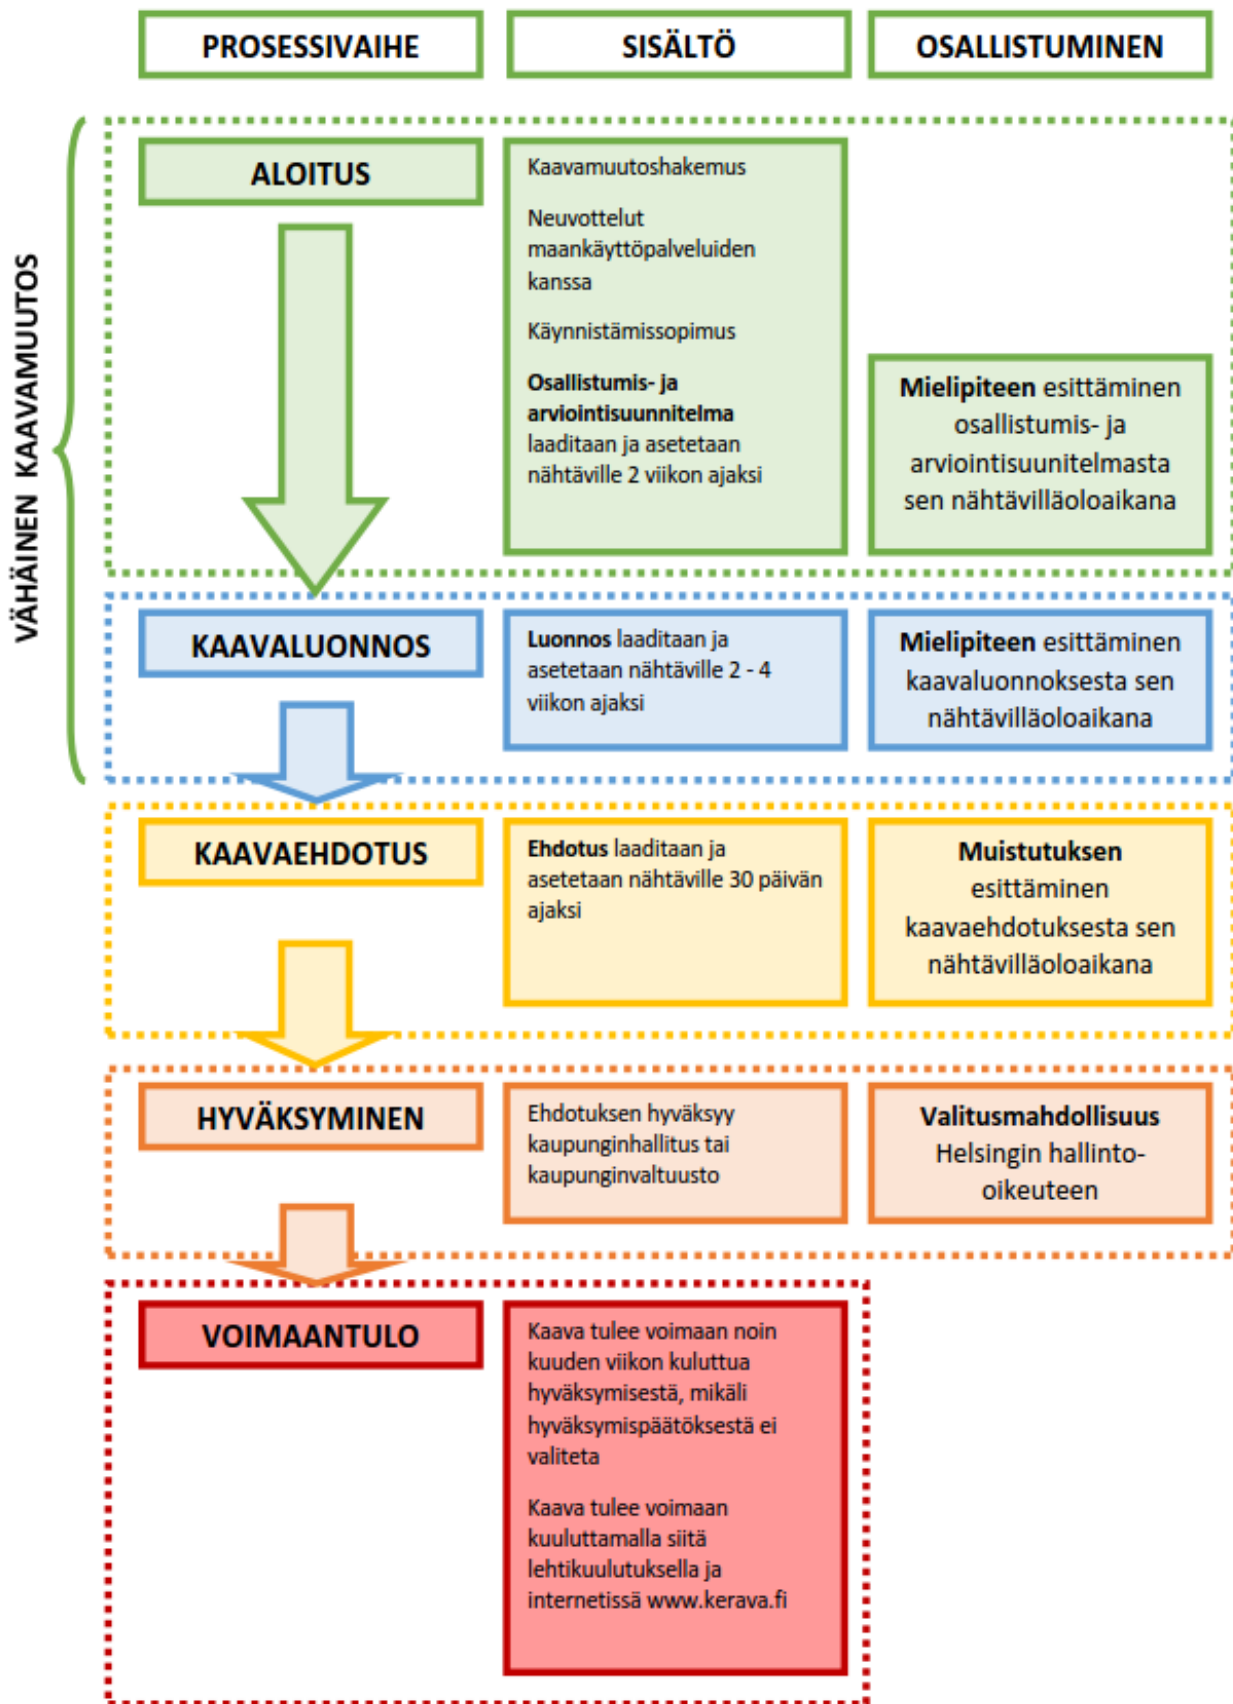 PROSESSIVAIHE
SISÄLTÖ
OSALLISTUMINEN
VÄHÄINEN KAAVAMUUTOS
ALOITUS
Kaavamuutoshakemus
Neuvottelut
maankäyttöpalveluiden
kanssa
Käynnistämissopimus
Osallistumis- ja
arviointisuunnitelma
laaditaan ja asetetaan
nähtäville 2 viikon ajaksi
Mielipiteen esittäminen
osallistumis- ja
arviointisuunitelmasta
sen nähtävilläoloaikana
KAAVALUONNOS
Luonnos laaditaan ja
asetetaan nähtäville 2 - 4
viikon ajaksi
Mielipiteen esittäminen
kaavaluonnoksesta sen
nähtävilläoloaikana
KAAVAEHDOTUS
Ehdotus laaditaan ja
asetetaan nähtäville 30 päivän
ajaksi
Muistutuksen
esittäminen
kaavaehdotuksesta sen
nähtävilläoloaikana
HYVÄKSYMINEN
Ehdotuksen hyväksyy
kaupunginhallitus tai
kaupunginvaltuusto
Valitusmahdollisuus
Helsingin hallinto-
oikeuteen
VOIMAANTULO
Kaava tulee voimaan noin
kuuden viikon kuluttua
hyväksymisestä, mikäli
hyväksymispäätöksestä ei
valiteta
Kaava tulee voimaan
kuuluttamalla siitä
lehtikuulutuksella ja
internetissä www.kerava.fi